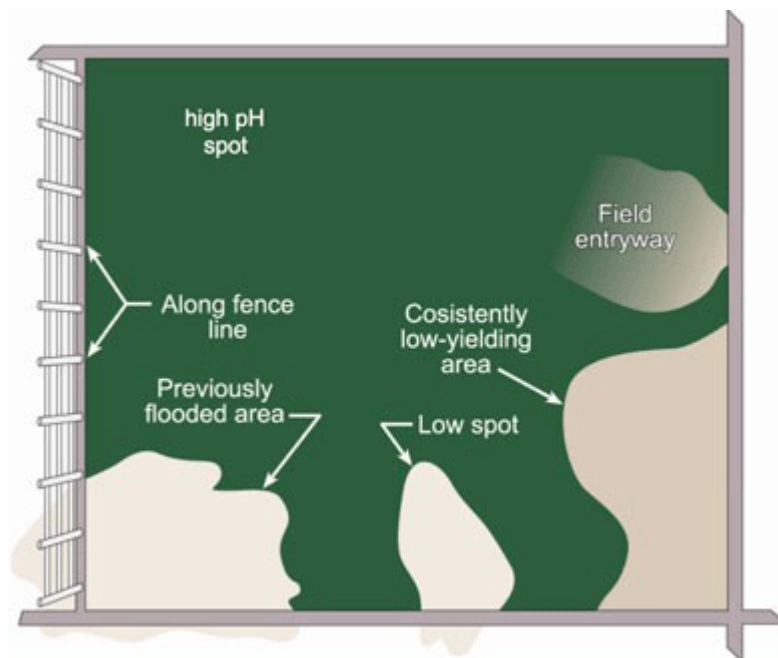 high pH
spot
Field
entryway
Along fence
line
Cosistently
low-yielding
area
Previously
flooded area
Low spot